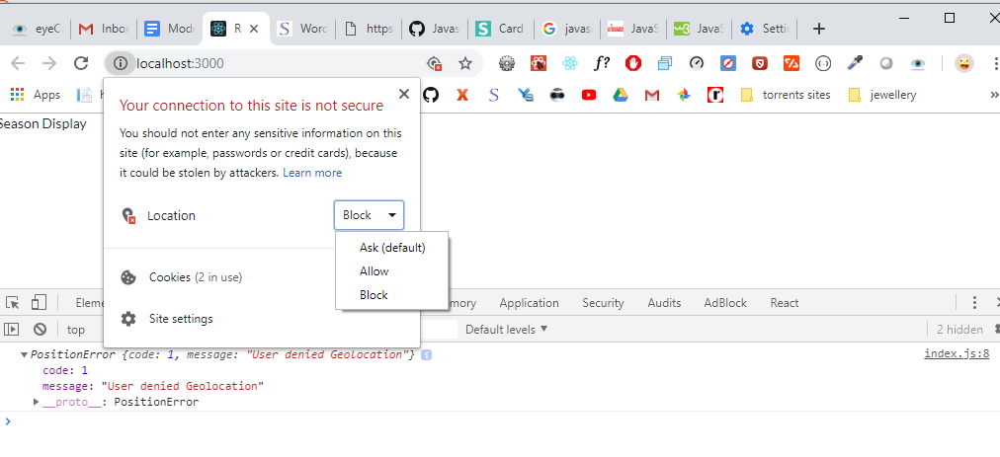 eyeC
Inbox
Mode
R
Word
https
Javas
Card
javas
JavaS
JavaS
Settin
localhost:3000
Apps
torrents sites
jewellery
»
Season Display
Your connection to this site is not secure
You should not enter any sensitive information on this
site (for example, passwords or credit cards), because
it could be stolen by attackers. Learn more
Location
Block
Ask (default)
Allow
Block
Cookies (2 in use)
Site settings
Eleme
mory
Application
Security
Audits
AdBlock
React
top
Default levels ▼
2 hidden
▼PositionError {code: 1, message: "User denied Geolocation"}
index.js:8
code: 1
message: "User denied Geolocation"
▶__proto__: PositionError